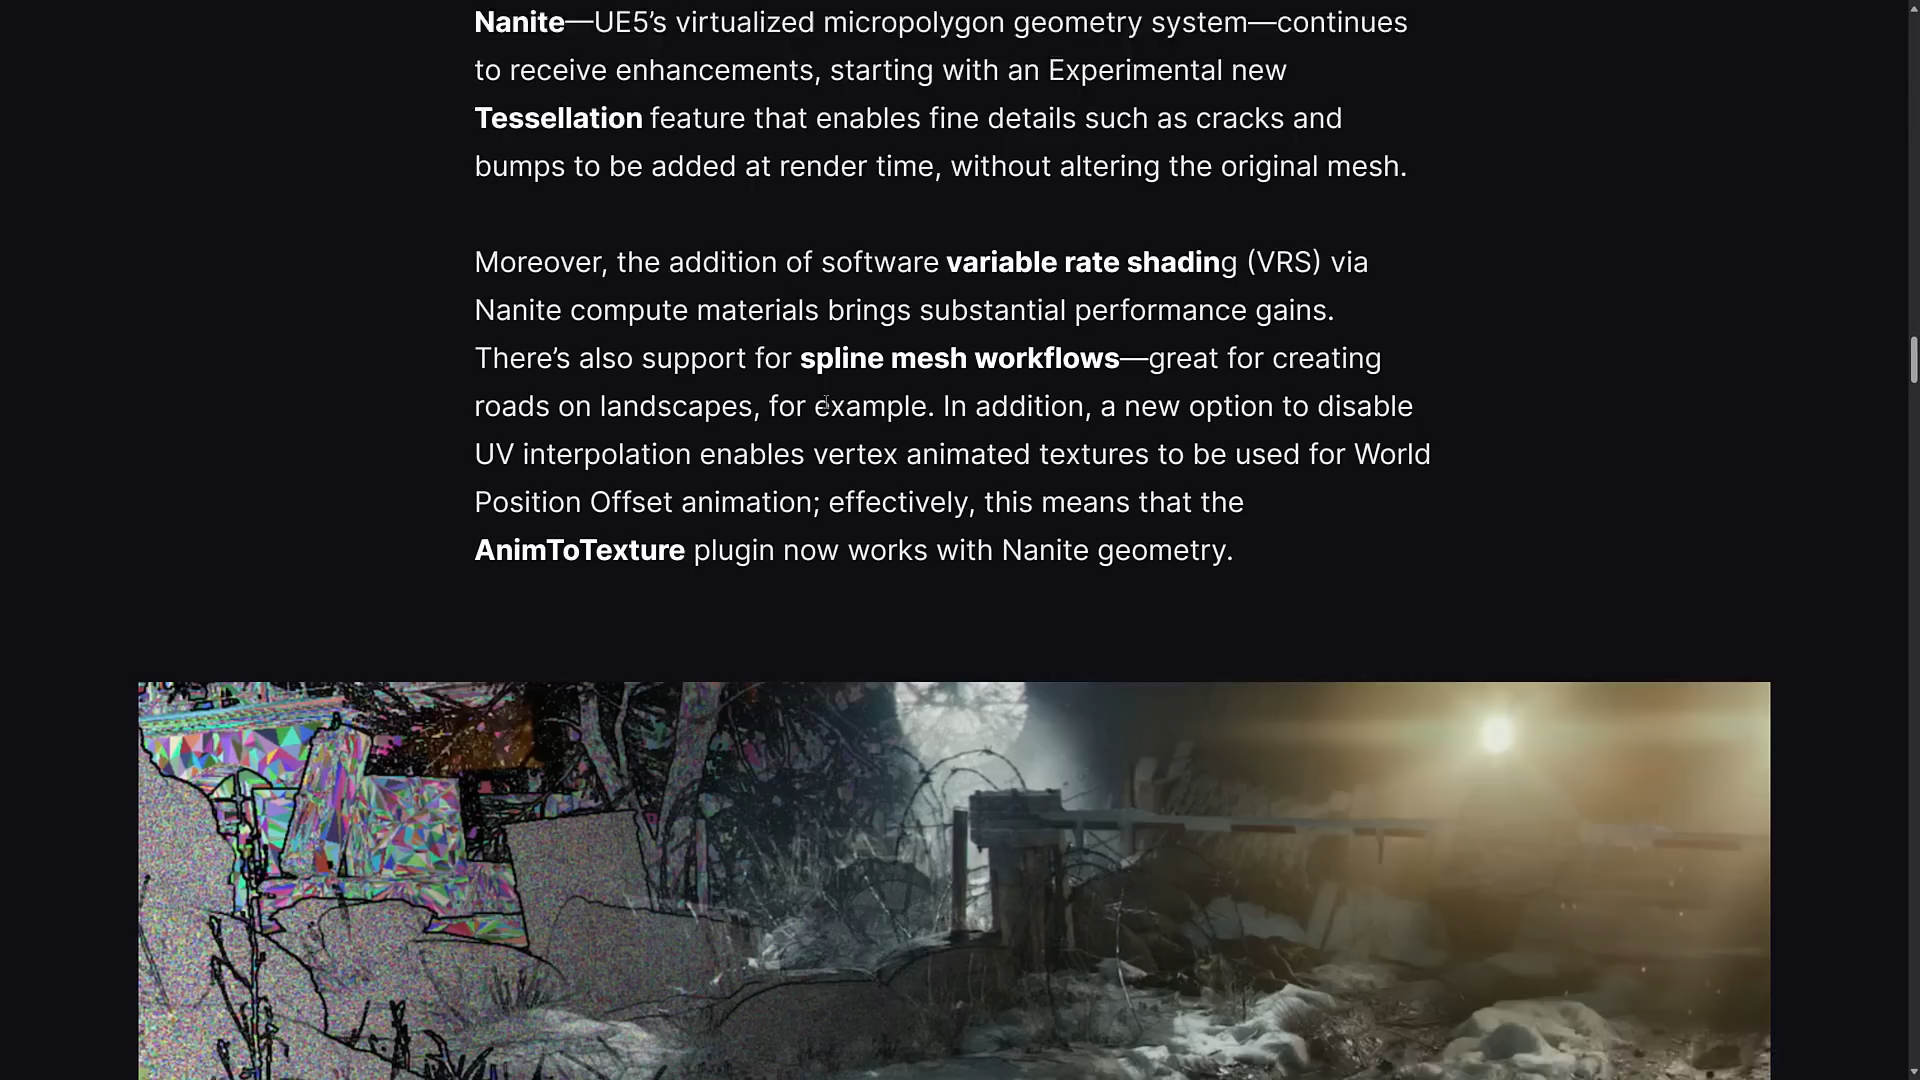 Nanite—UE5’s virtualized micropolygon geometry system—continues
to receive enhancements, starting with an Experimental new
Tessellation feature that enables fine details such as cracks and
bumps to be added at render time, without altering the original mesh.
Moreover, the addition of software variable rate shading (VRS) via
Nanite compute materials brings substantial performance gains.
There’s also support for spline mesh workflows—great for creating
roads on landscapes, for example. In addition, a new option to disable
UV interpolation enables vertex animated textures to be used for World
Position Offset animation; effectively, this means that the
AnimToTexture plugin now works with Nanite geometry.